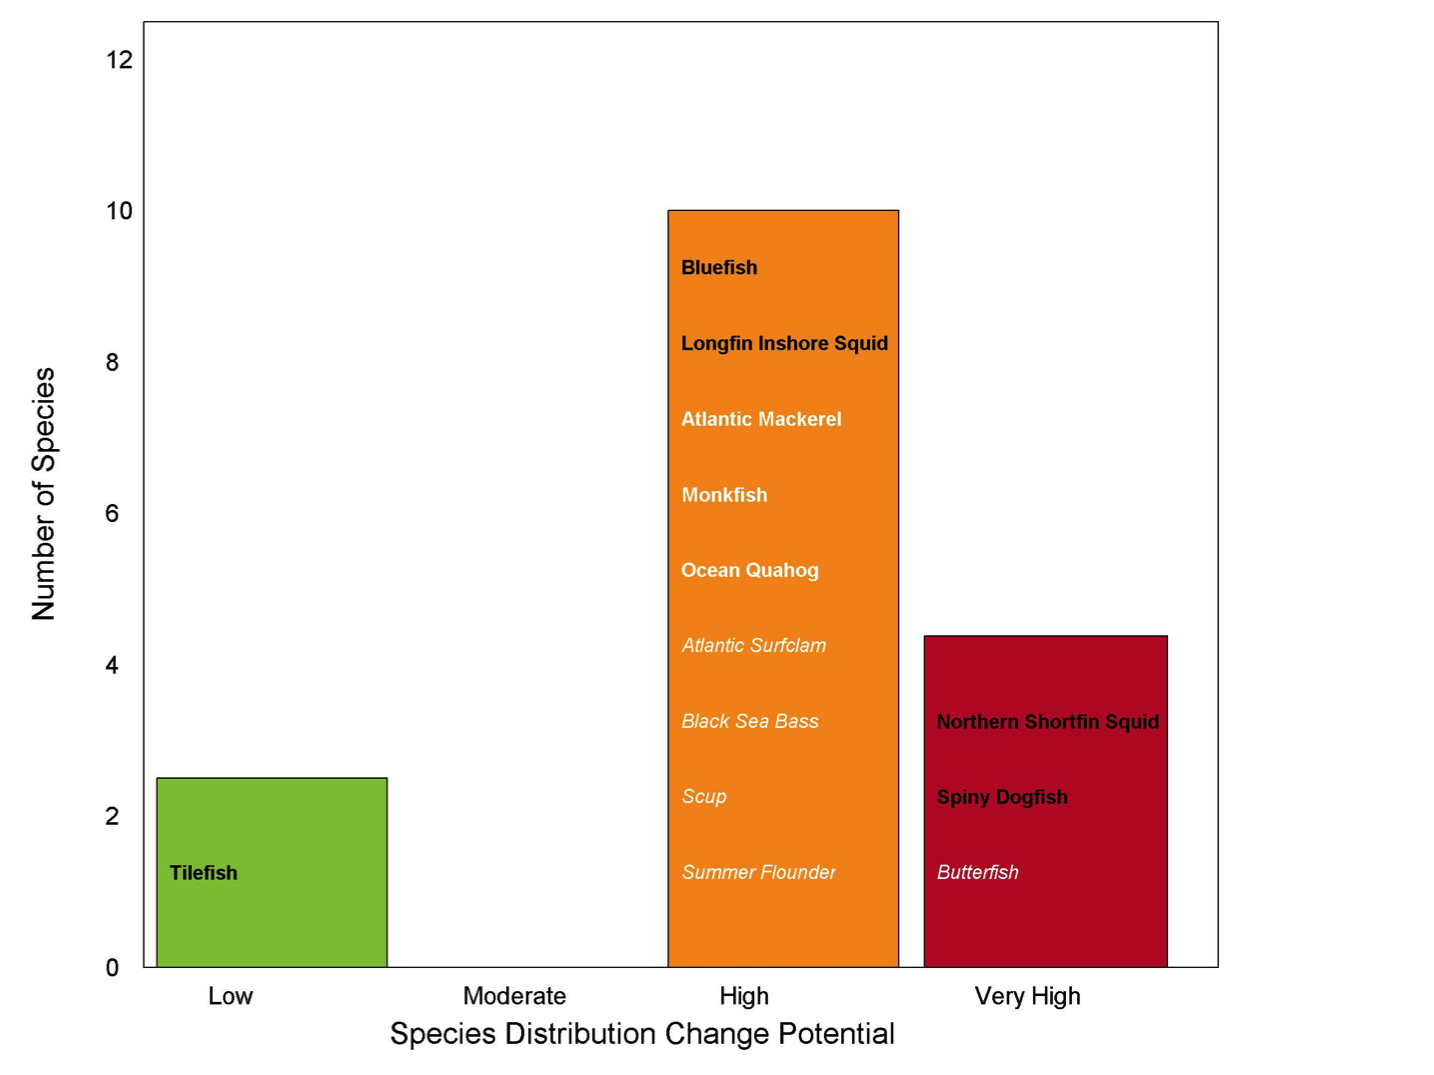 12
10
8
6
4
2
0
Number of Species
Bluefish
Longfin Inshore Squid
Atlantic Mackerel
Monkfish
Ocean Quahog
Atlantic Surfclam
Black Sea Bass
Scup
Summer Flounder
Northern Shortfin Squid
Spiny Dogfish
Butterfish
Tilefish
Low
Moderate
High
Very High
Species Distribution Change Potential